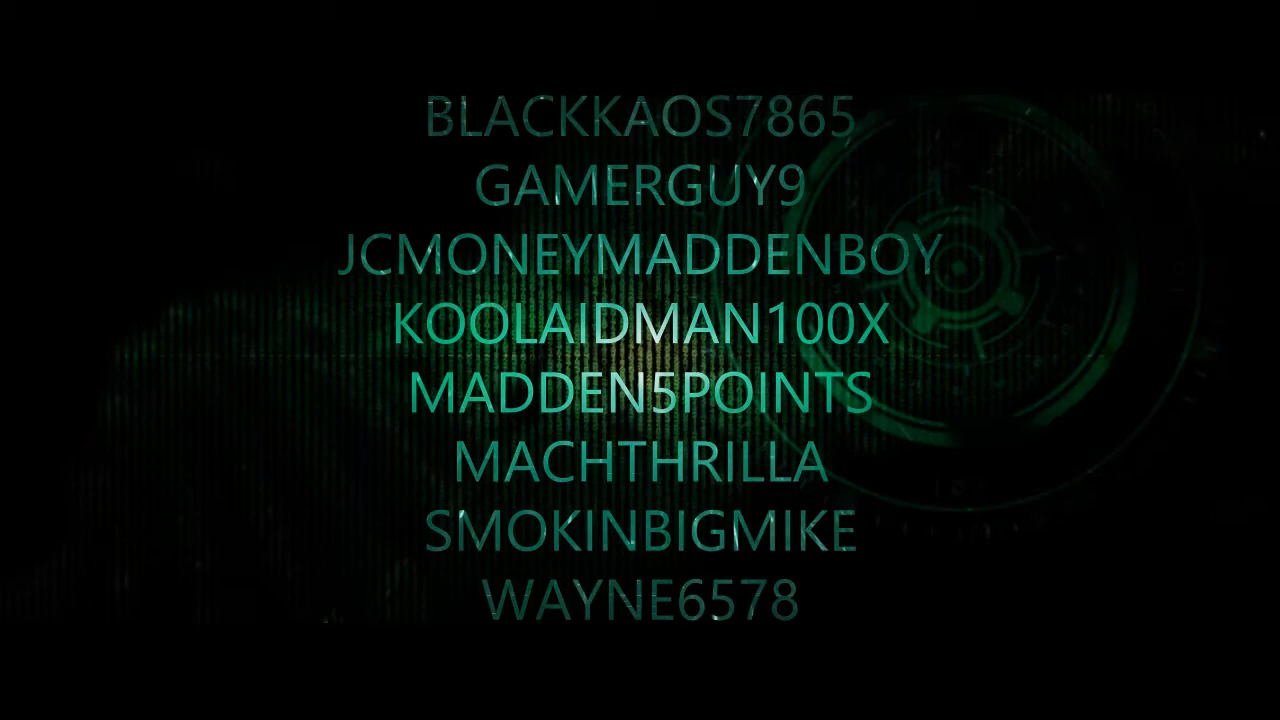 BLACKKAOS7865
GAMERGUY9
JCMONEYMADDENBOY
KOOLAIDMAN100X
MADDEN5POINTS
MACHTHRILLA
SMOKINBIGMIKE
WAYNE6578